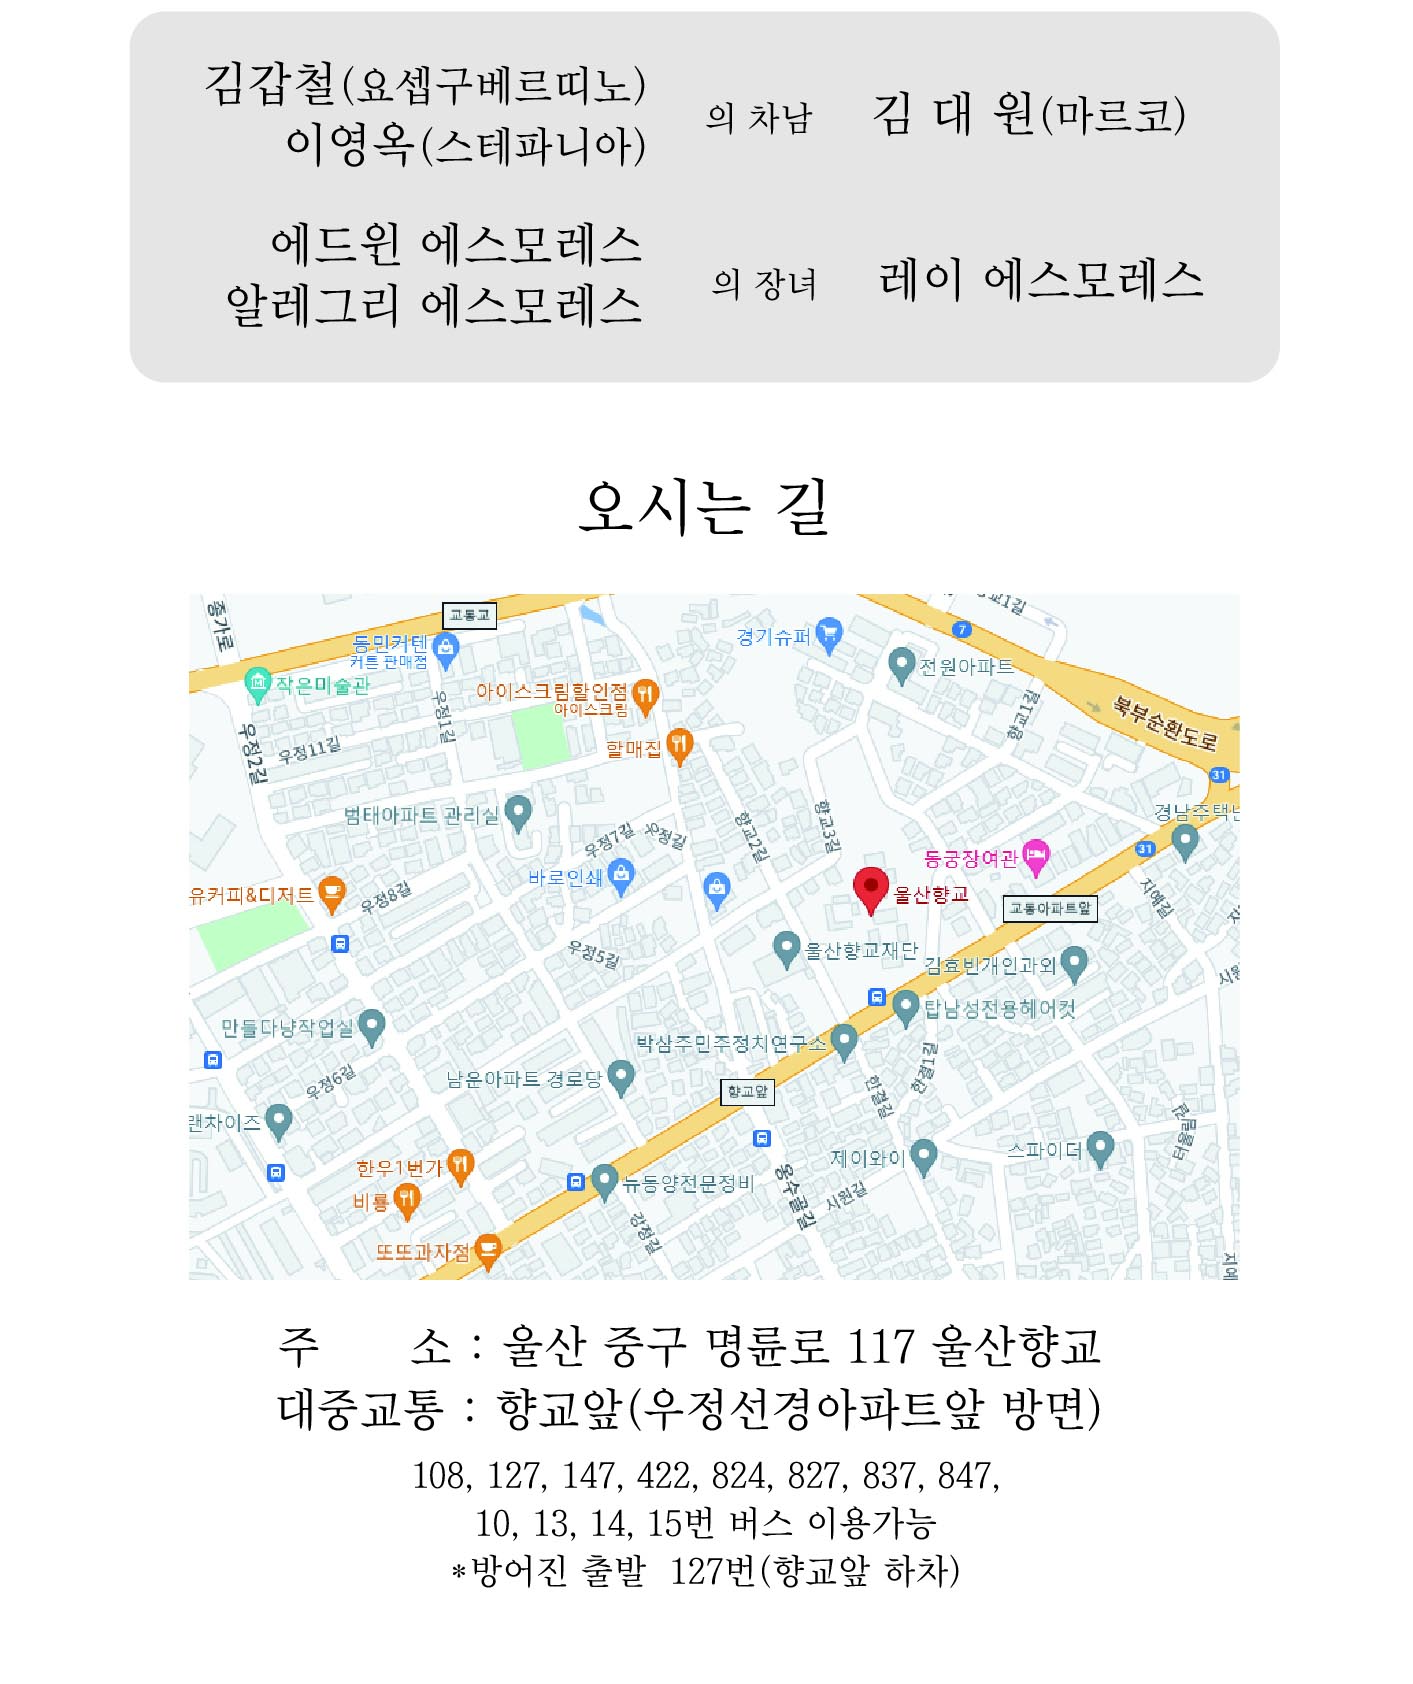 김갑철(요셉구베르띠노)
이영옥(스테파니아)
의 차남
김 대 원(마르코)
에드윈 에스모레스
알레그리 에스모레스
의 장녀
레이 에스모레스
오시는 길
종가로
교통교
동민커텐
커튼 판매점
작은미술관
우정2길
우정11길
우정1길
아이스크림할인점
아이스크림
할매집
경기슈퍼
7
전원아파트
향교1길
북부순환도로
31
경남주택
범태아파트 관리실
우정7길
우정길
향교2길
향교3길
31
동궁장여관
바로인쇄
유커피&디저트
우정8길
울산향교
교통아파트앞
지예길
우정5길
울산향교재단
김효빈개인과외
시원
탑남성전용헤어컷
만들다냥작업실
박삼주민주정치연구소
우정6길
남운아파트 경로당
향교앞
한결길
한결1길
랜차이즈
한우1번가
비룡
뉴동양전문정비
제이와이
스파이더
옹수골길
시원길
강정길
또또과자점
지예
주 소 : 울산 중구 명륜로 117 울산향교
대중교통 : 향교앞(우정선경아파트앞 방면)
108, 127, 147, 422, 824, 827, 837, 847,
10, 13, 14, 15번 버스 이용가능
*방어진 출발 127번(향교앞 하차)